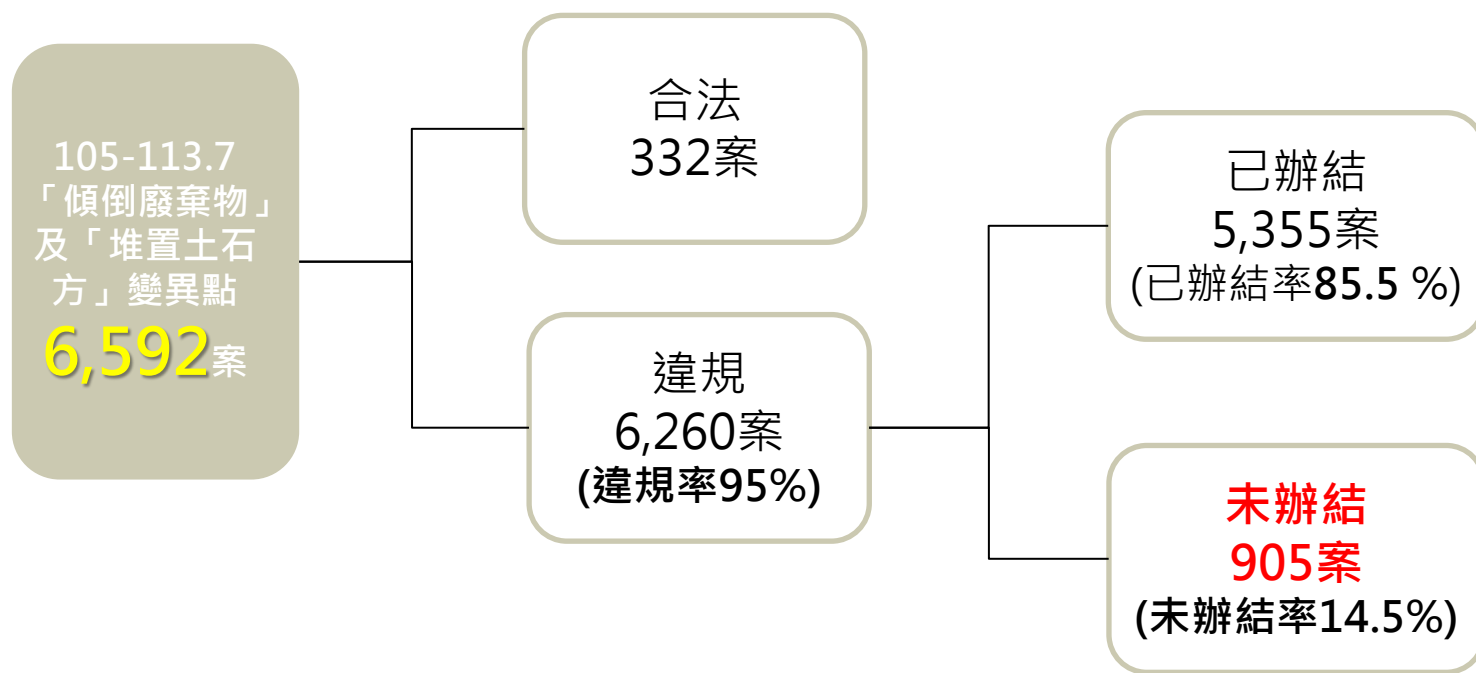 105-113.7
「傾倒廢棄物」
及「堆置土石
方」變異點
6,592案
合法
332案
違規
6,260案
(違規率95%)
已辦結
5,355案
(已辦結率85.5 %)
未辦結
905案
(未辦結率14.5%)